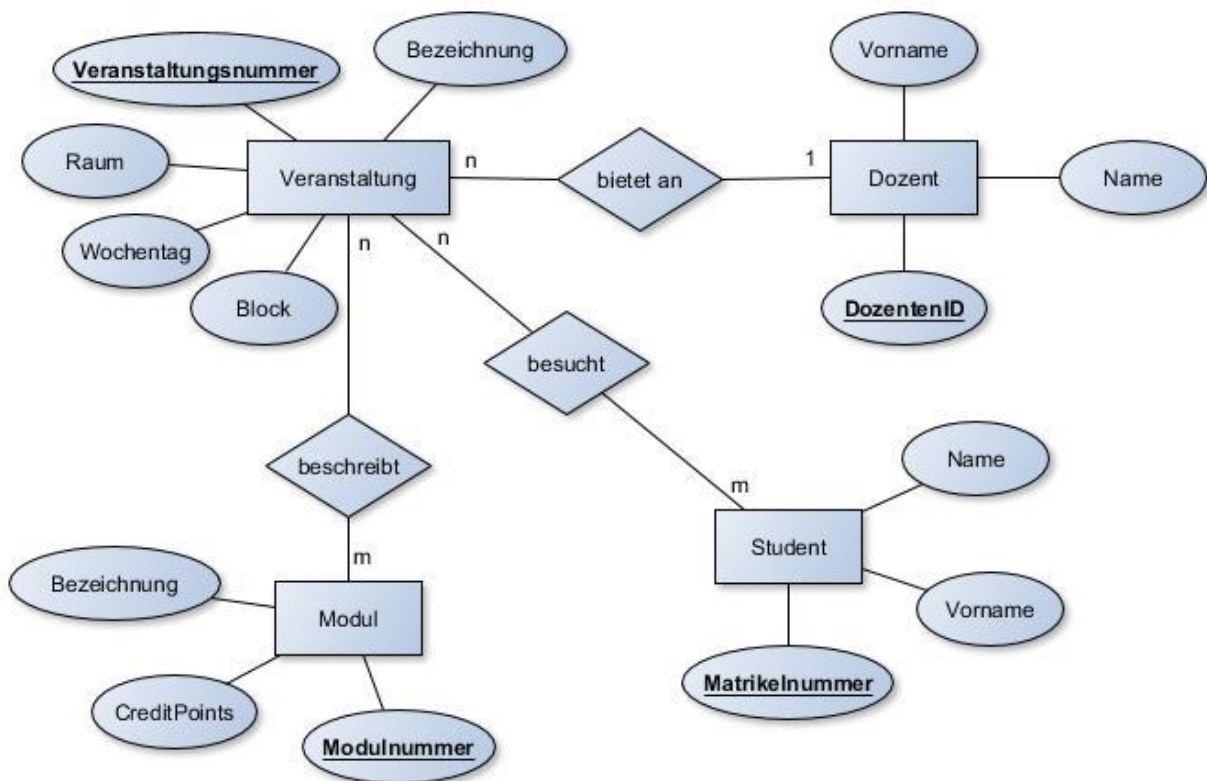 Veranstaltungsnummer
Bezeichnung
Vorname
Raum
Veranstaltung
n
bietet an
1
Dozent
Name
Wochentag
n
n
Block
DozentenID
besucht
beschreibt
Name
m
Student
m
Bezeichnung
Modul
Vorname
CreditPoints
Matrikelnummer
Modulnummer